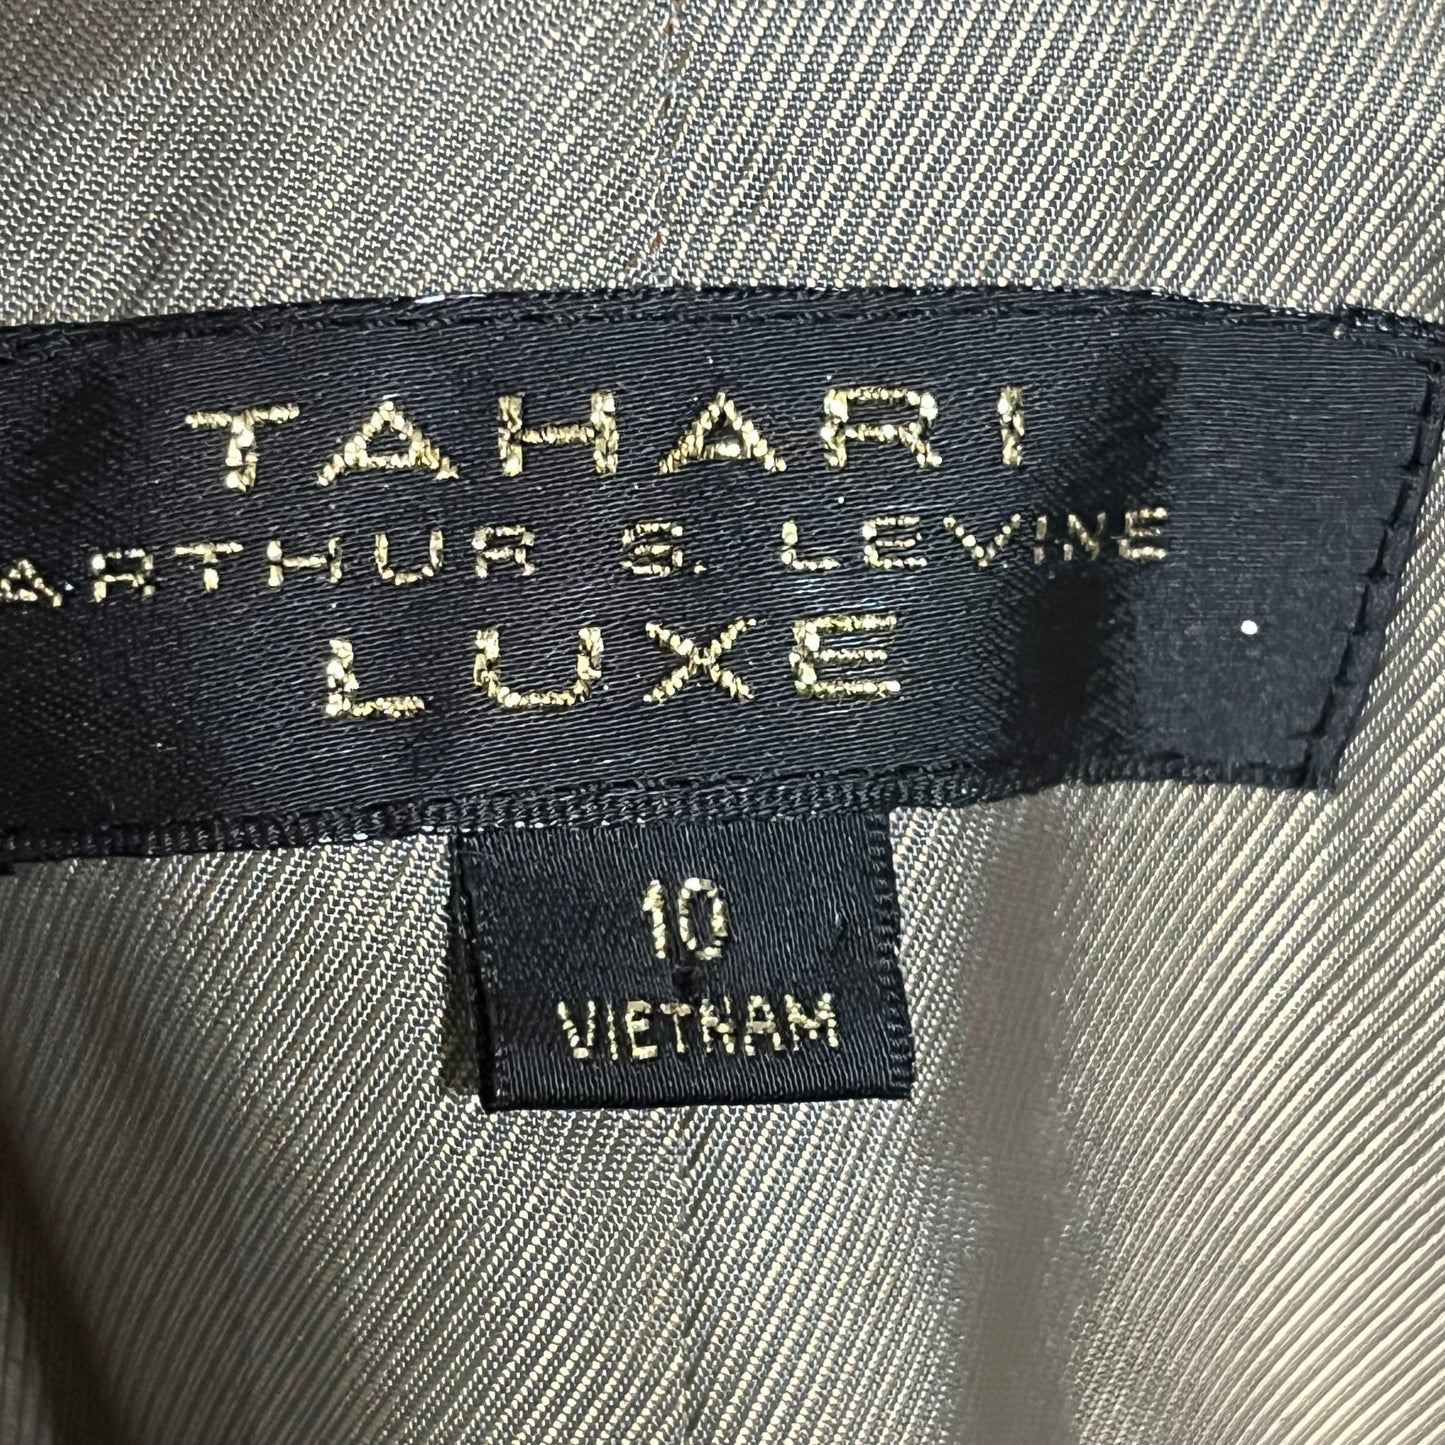 TAHARI
ARTHUR S. LEVINE
LUXE
10
VIETNAM